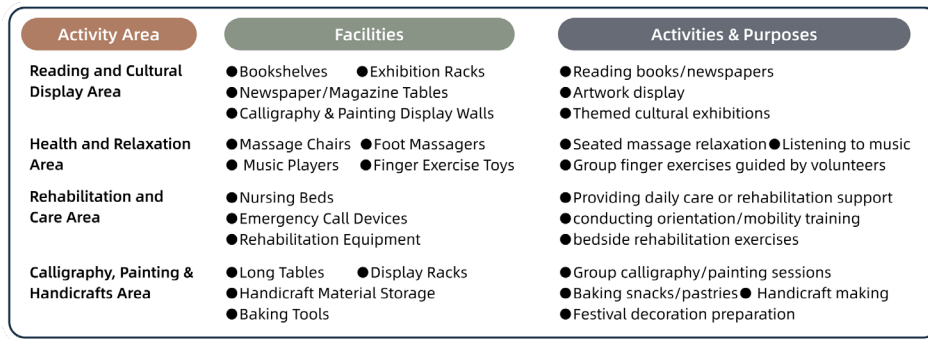 Activity Area Facilities Activities & Purposes
Reading and Cultural ●Bookshelves ●Exhibition Racks ●Reading books/newspapers
Display Area ●Newspaper/Magazine Tables ●Artwork display
●Calligraphy & Painting Display Walls ●Themed cultural exhibitions
Health and Relaxation ●Massage Chairs ●Foot Massagers ●Seated massage relaxation●Listening to music
Area ● Music Players ●Finger Exercise Toys ●Group finger exercises guided by volunteers
Rehabilitation and ●Nursing Beds ●Providing daily care or rehabilitation support
Care Area ●Emergency Call Devices ●conducting orientation/mobility training
●Rehabilitation Equipment ●bedside rehabilitation exercises
Calligraphy, Painting & ●Long Tables ●Display Racks ●Group calligraphy/painting sessions
Handicrafts Area ●Handicraft Material Storage ●Baking snacks/pastries● Handicraft making
●Baking Tools ●Festival decoration preparation